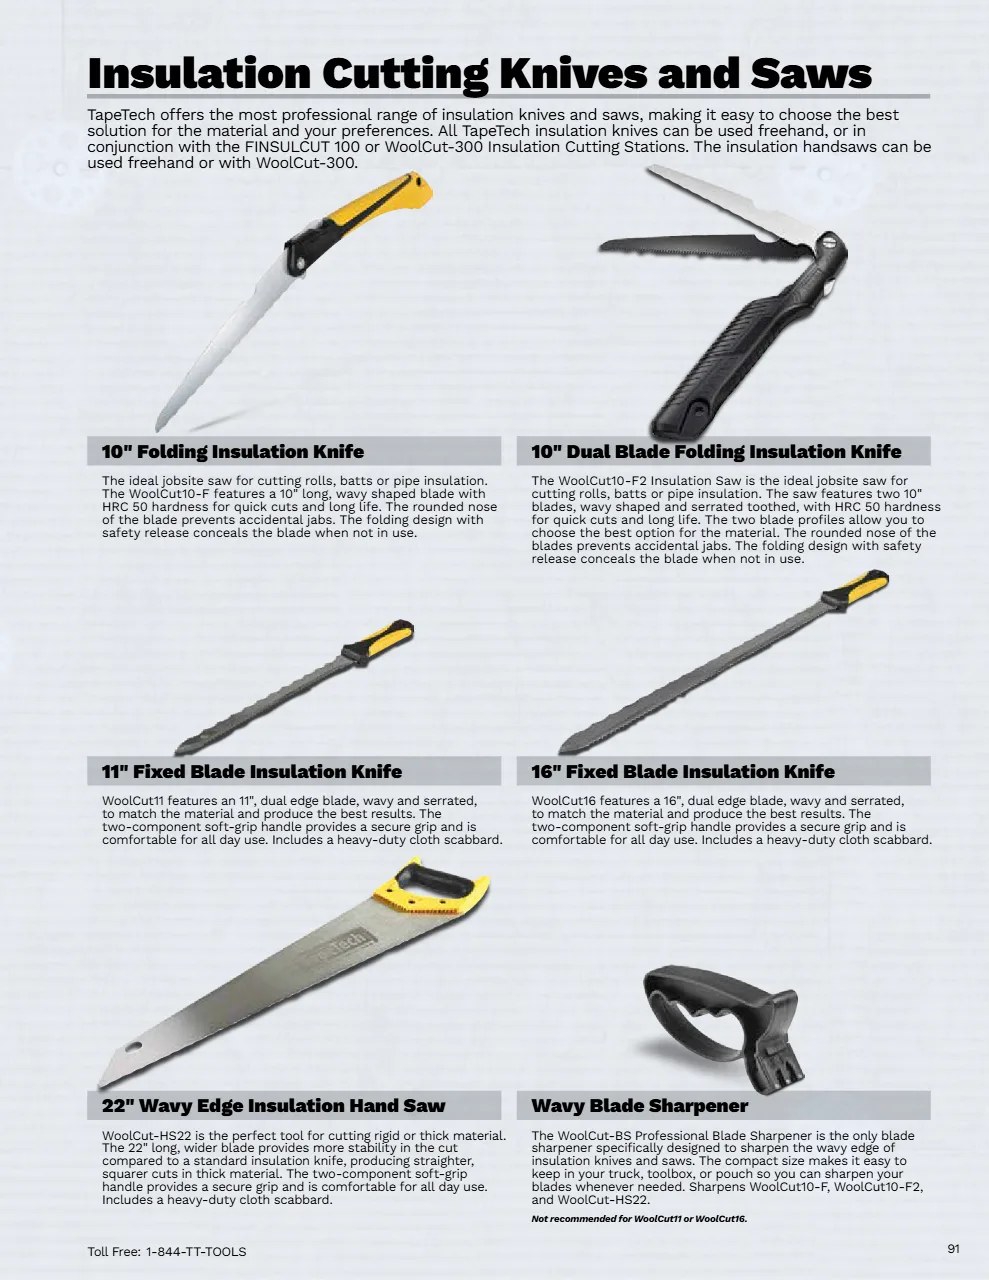 Insulation Cutting Knives and Saws
TapeTech offers the most professional range of insulation knives and saws, making it easy to choose the best
solution for the material and your preferences. All TapeTech insulation knives can be used freehand, or in
conjunction with the FINSULCUT 100 or WoolCut-300 Insulation Cutting Stations. The insulation handsaws can be
used freehand or with WoolCut-300.
10" Folding Insulation Knife
The ideal jobsite saw for cutting rolls, batts or pipe insulation.
The WoolCut10-F features a 10" long, wavy shaped blade with
HRC 50 hardness for quick cuts and long life. The rounded nose
of the blade prevents accidental jabs. The folding design with
safety release conceals the blade when not in use.
10" Dual Blade Folding Insulation Knife
The WoolCut10-F2 Insulation Saw is the ideal jobsite saw for
cutting rolls, batts or pipe insulation. The saw features two 10"
blades, wavy shaped and serrated toothed, with HRC 50 hardness
for quick cuts and long life. The two blade profiles allow you to
choose the best option for the material. The rounded nose of the
blades prevents accidental jabs. The folding design with safety
release conceals the blade when not in use.
11" Fixed Blade Insulation Knife
WoolCut11 features an 11", dual edge blade, wavy and serrated,
to match the material and produce the best results. The
two-component soft-grip handle provides a secure grip and is
comfortable for all day use. Includes a heavy-duty cloth scabbard.
16" Fixed Blade Insulation Knife
WoolCut16 features a 16", dual edge blade, wavy and serrated,
to match the material and produce the best results. The
two-component soft-grip handle provides a secure grip and is
comfortable for all day use. Includes a heavy-duty cloth scabbard.
22" Wavy Edge Insulation Hand Saw
WoolCut-HS22 is the perfect tool for cutting rigid or thick material.
The 22" long, wider blade provides more stability in the cut
compared to a standard insulation knife, producing straighter,
squarer cuts in thick material. The two-component soft-grip
handle provides a secure grip and is comfortable for all day use.
Includes a heavy-duty cloth scabbard.
Wavy Blade Sharpener
The WoolCut-BS Professional Blade Sharpener is the only blade
sharpener specifically designed to sharpen the wavy edge of
insulation knives and saws. The compact size makes it easy to
keep in your truck, toolbox, or pouch so you can sharpen your
blades whenever needed. Sharpens WoolCut10-F, WoolCut10-F2,
and WoolCut-HS22.
Not recommended for WoolCut11 or WoolCut16.
Toll Free: 1-844-TT-TOOLS
91